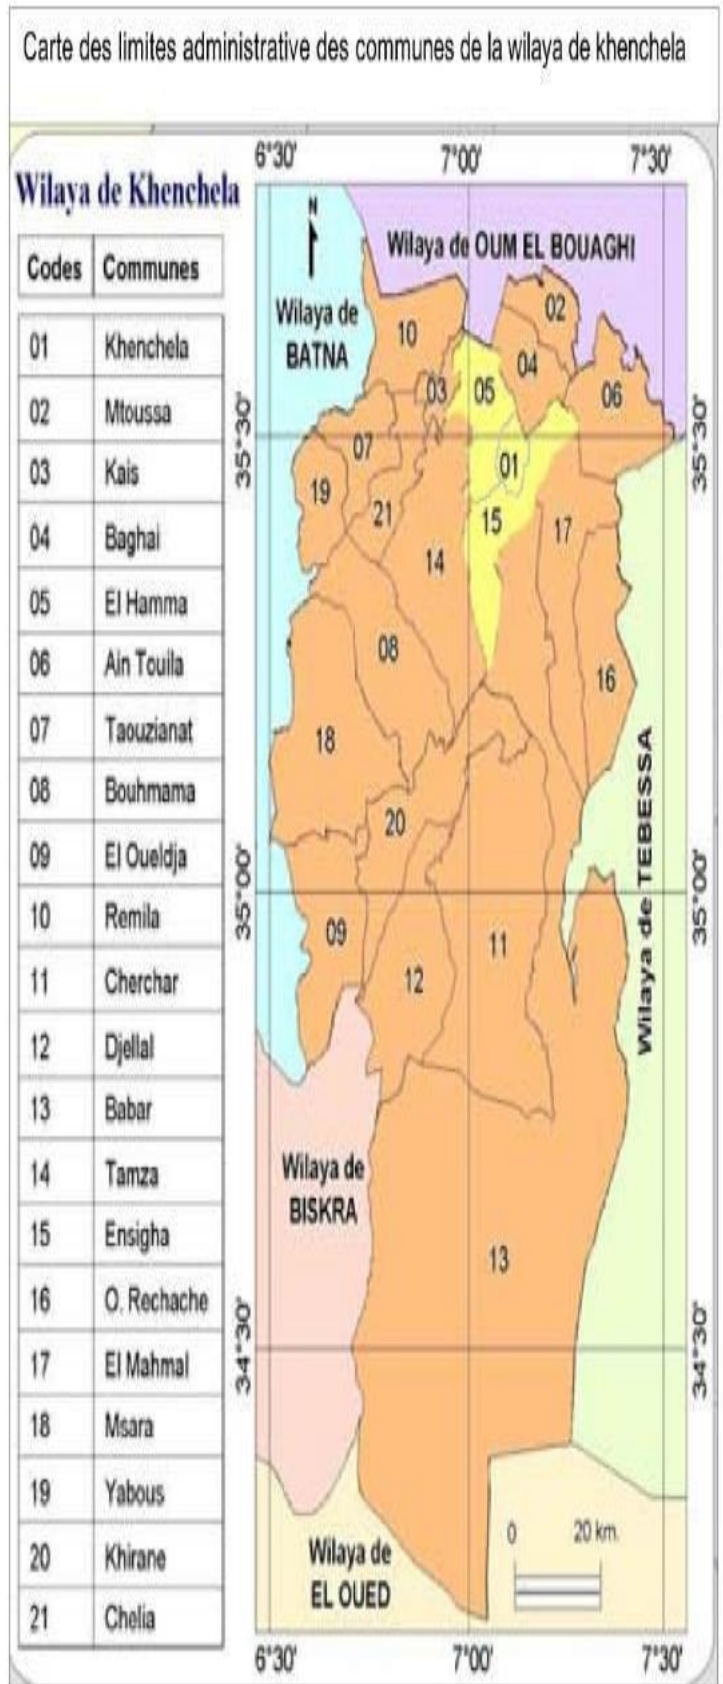 Carte des limites administrative des communes de la wilaya de khenchela
Wilaya de Khenchela
Codes Communes
01 Khenchela
02 Mtoussa
03 Kais
04 Baghai
05 El Hamma
06 Ain Touila
07 Taouzianat
08 Bouhmama
09 El Oueldja
10 Remila
11 Cherchar
12 Djellal
13 Babar
14 Tamza
15 Ensigha
16 O. Rechache
17 El Mahmal
18 Msara
19 Yabous
20 Khirane
21 Chelia
6°30' 7°00' 7°30'
N
Wilaya de OUM EL BOUAGHI
Wilaya de
BATNA
02
10
04
03 05 06
35°30' 35°30'
07
01
19
21 15 17
14
08
16
18
20
Wilaya de TEBESSA
35°00' 35°00'
09 11
12
Wilaya de
BISKRA
13
34°30' 34°30'
0 20 km.
Wilaya de
EL OUED
6°30' 7°00' 7°30'